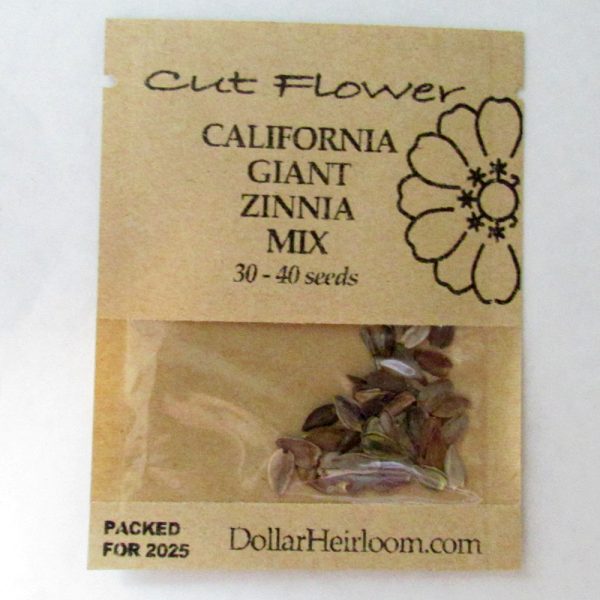 Cut Flower
CALIFORNIA
GIANT
ZINNIA
MIX
30 - 40 seeds
PACKED
FOR 2025
DollarHeirloom.com